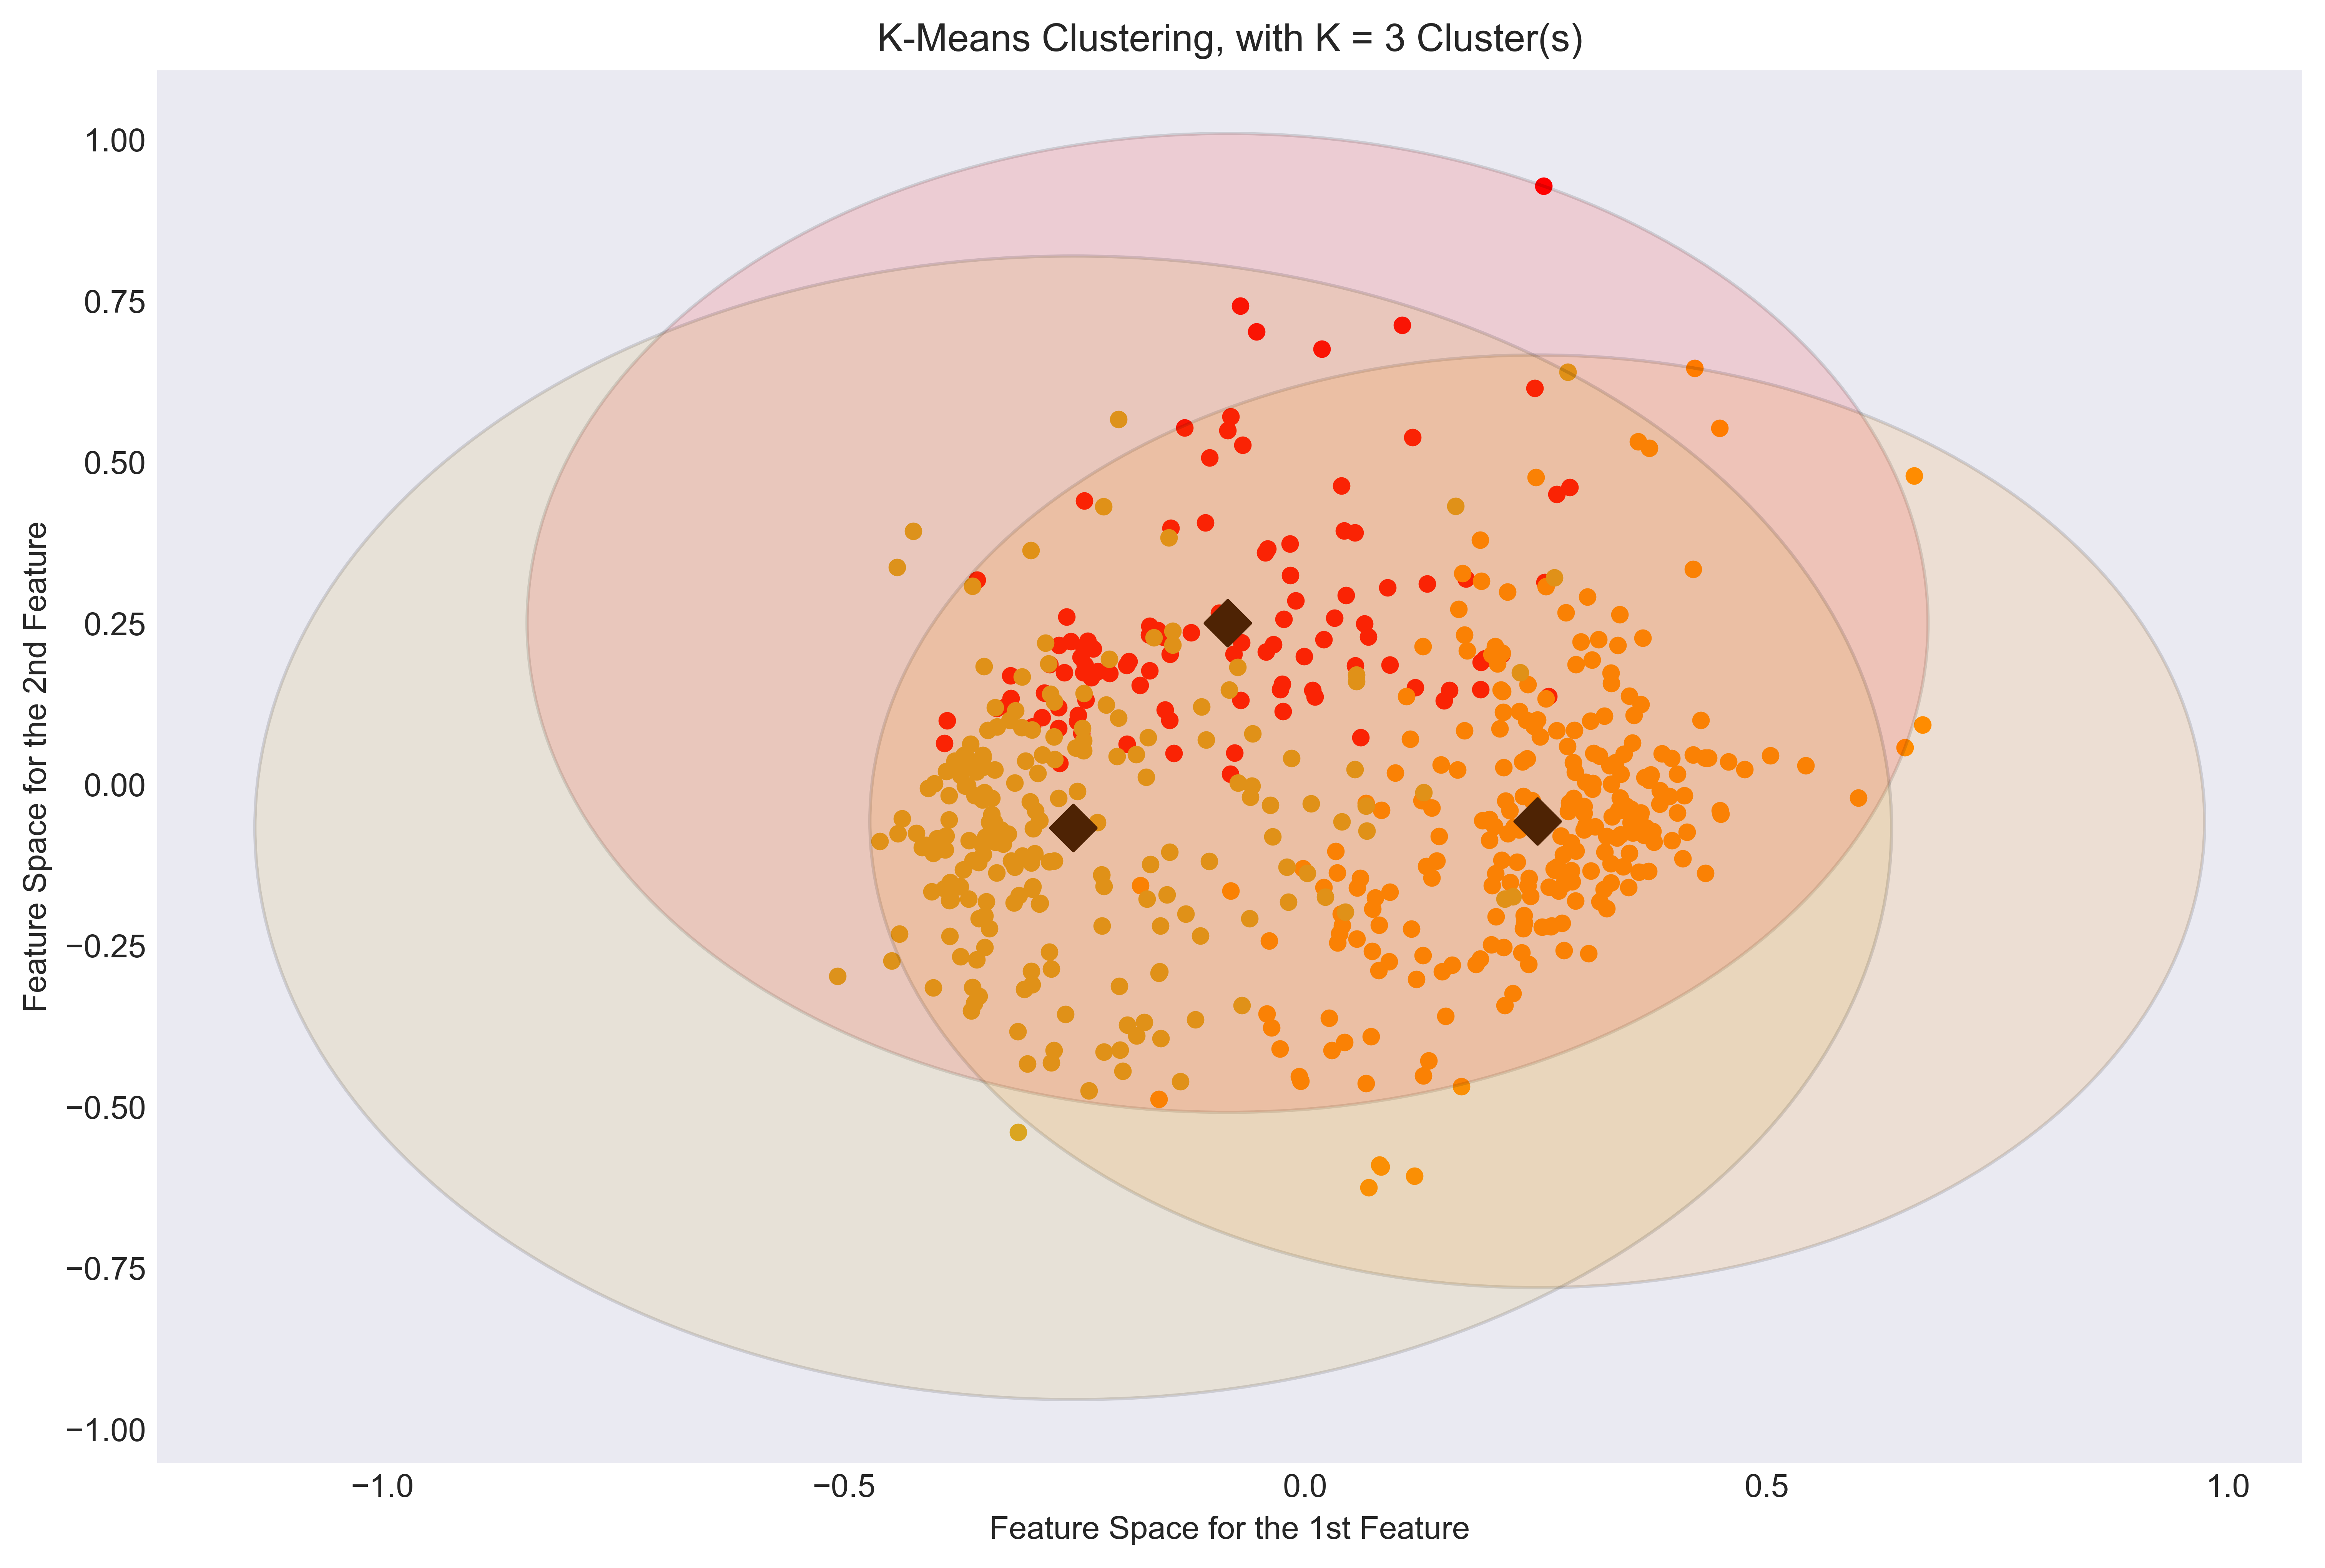 K-Means Clustering, with K = 3 Cluster(s)
1.00
0.75
0.50
0.25
0.00
−0.25
−0.50
−0.75
−1.00
Feature Space for the 2nd Feature
−1.0 −0.5 0.0 0.5 1.0
Feature Space for the 1st Feature